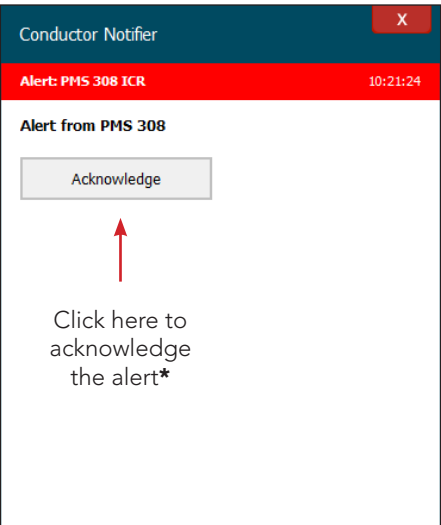 Conductor Notifier
X
Alert: PMS 308 ICR
10:21:24
Alert from PMS 308
Acknowledge
Click here to
acknowledge
the alert*